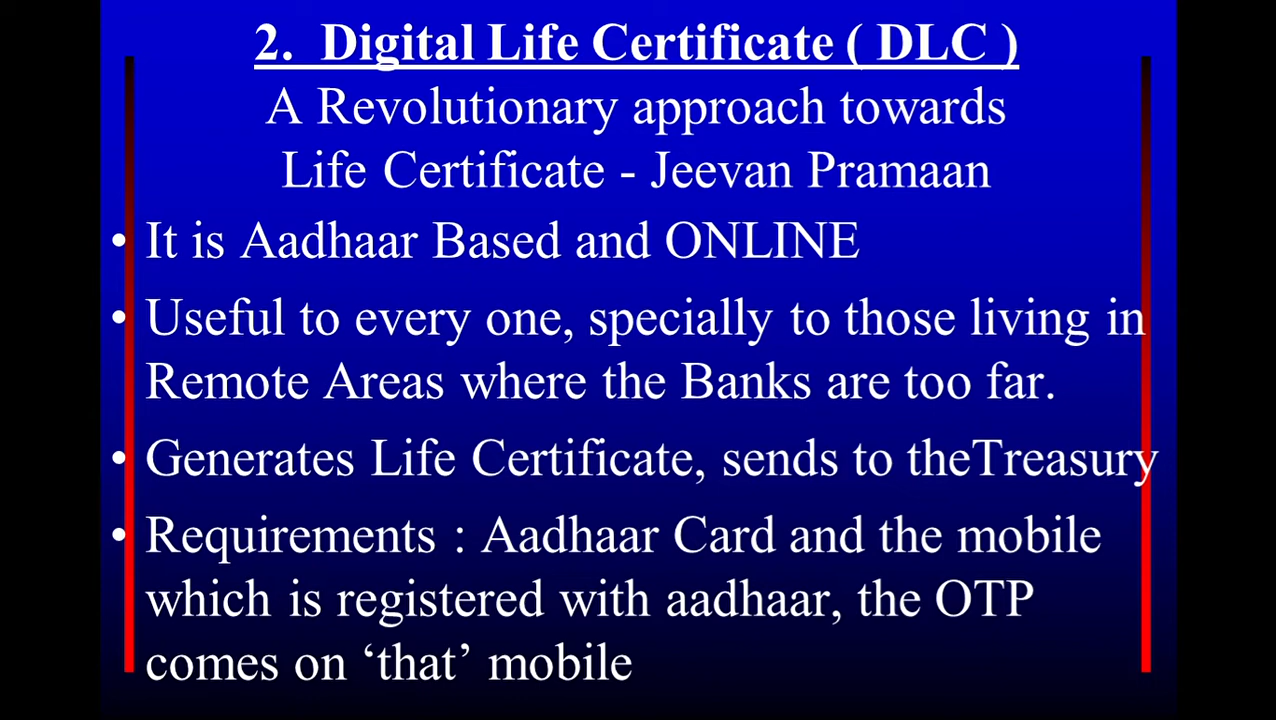 2. Digital Life Certificate ( DLC )
A Revolutionary approach towards
Life Certificate - Jeevan Pramaan
• It is Aadhaar Based and ONLINE
• Useful to every one, specially to those living in
Remote Areas where the Banks are too far.
• Generates Life Certificate, sends to theTreasury
• Requirements : Aadhaar Card and the mobile
which is registered with aadhaar, the OTP
comes on ‘that’ mobile